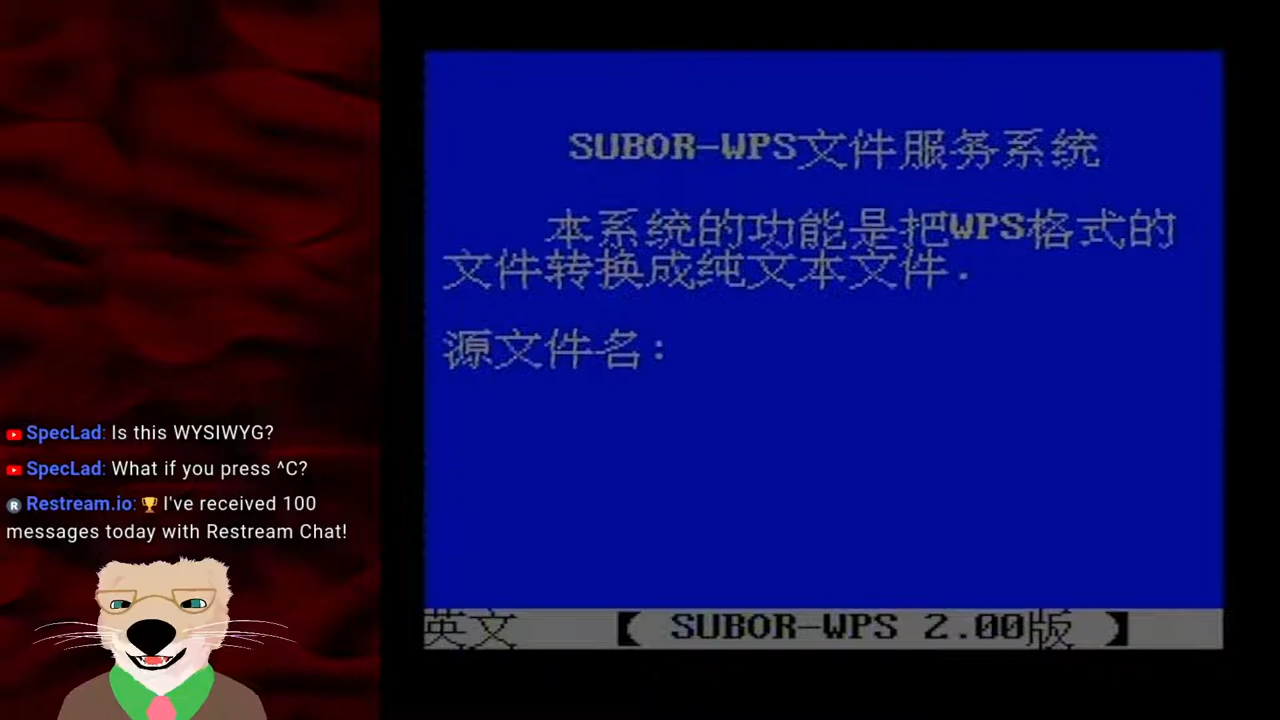 SUBOR-WPS文件服务系统
本系统的功能是把WPS格式的
文件转换成纯文本文件.
源文件名:
SpecLad: Is this WYSIWYG?
SpecLad: What if you press ^C?
Restream.io: 🏆 I've received 100
messages today with Restream Chat!
英文 【 SUBOR-WPS 2.00版 】